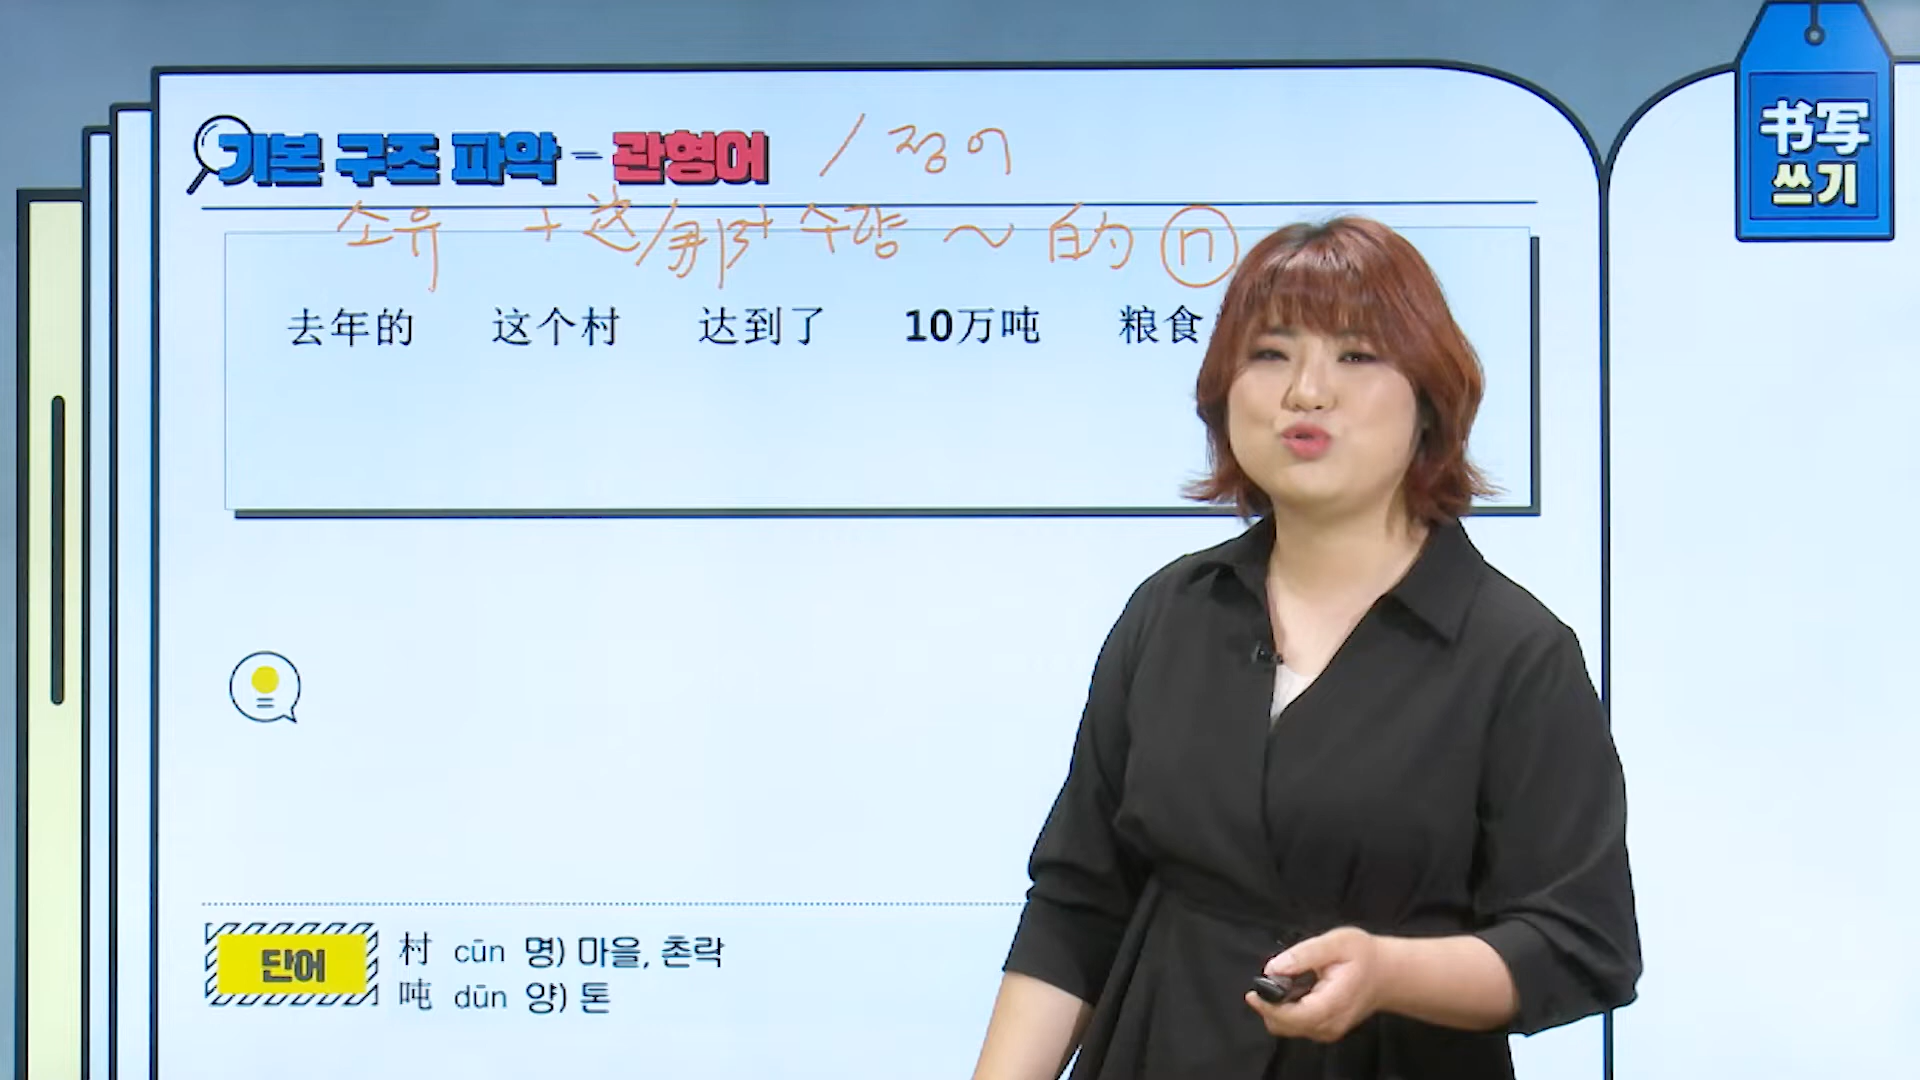 기본 구조 파악 - 관형어 / 정어
소유 + 这/那 + 수량 ~ 的 n
去年的 这个村 达到了 10万吨 粮食
단어
村 cūn 명) 마을, 촌락
吨 dūn 양) 톤
书写
쓰기